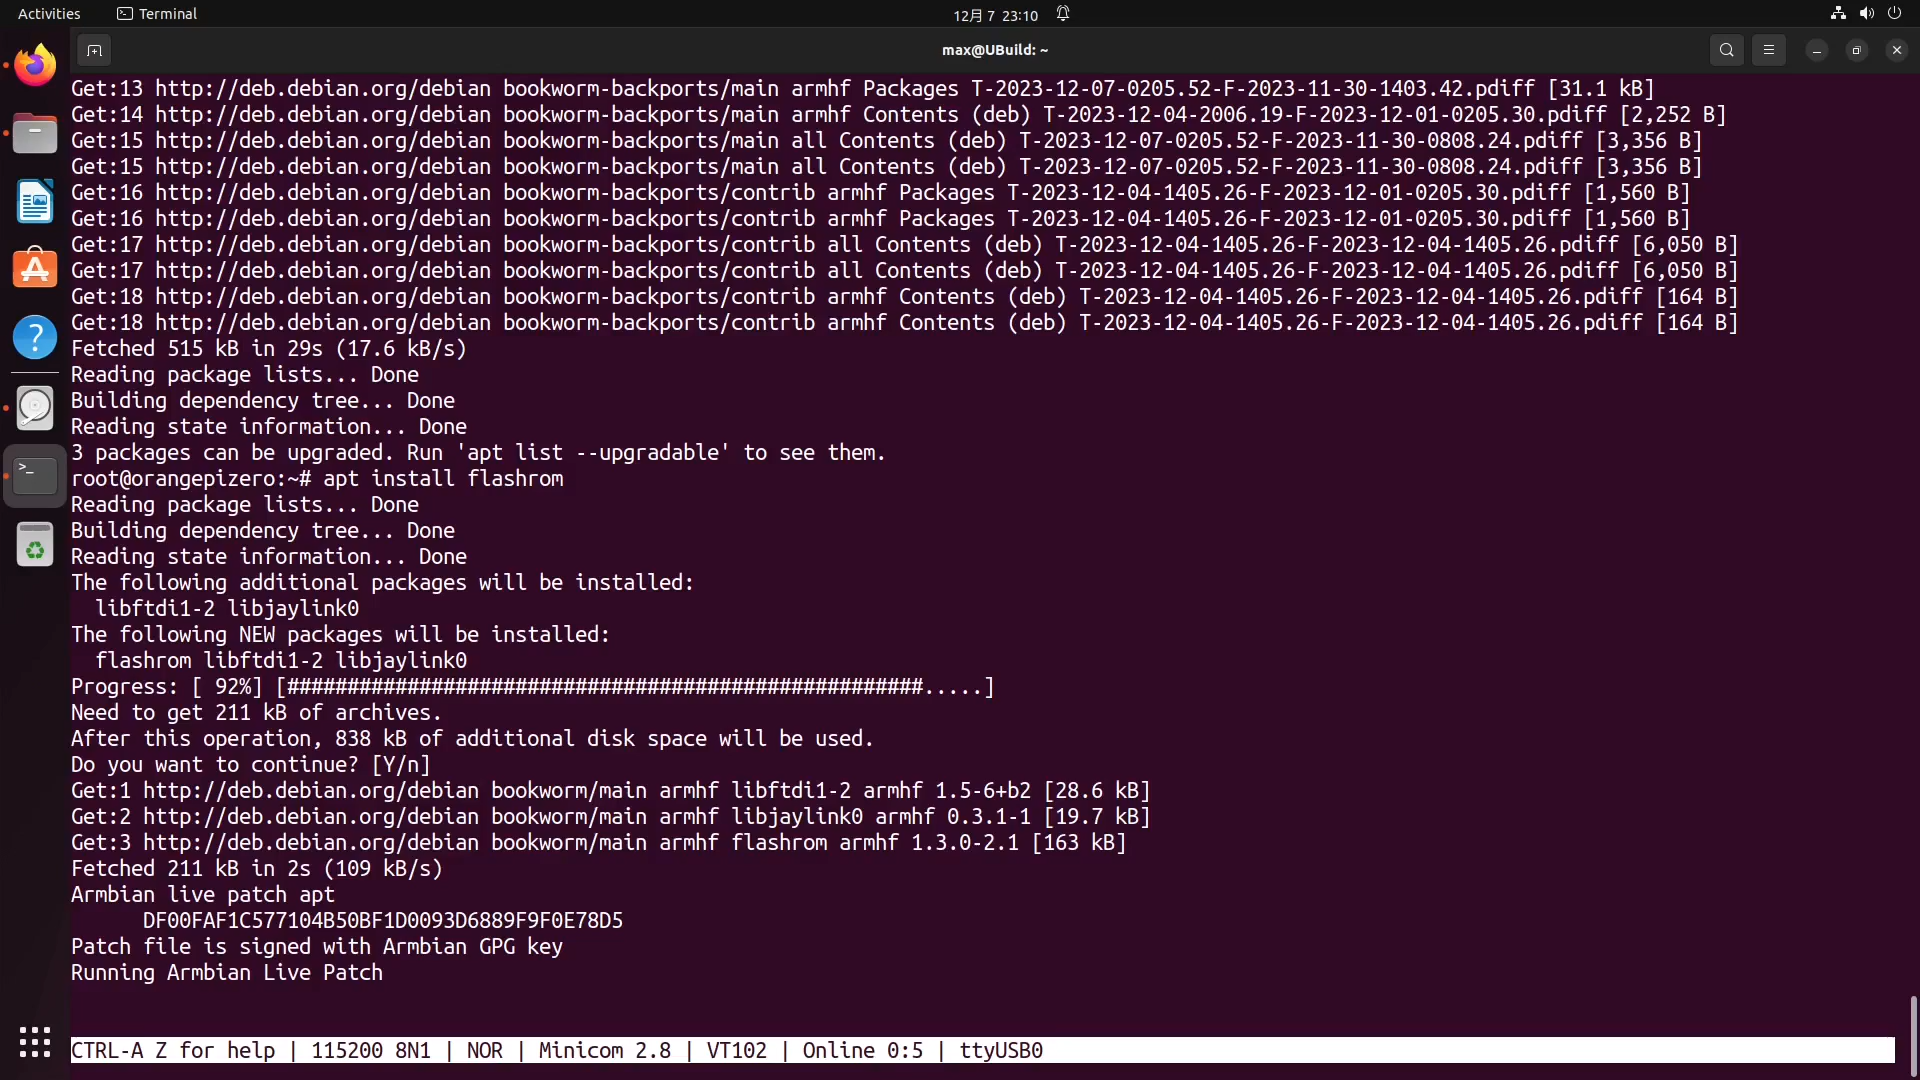 Activities
Terminal
12月 7 23:10
max@UBuild: ~
Get:13 http://deb.debian.org/debian bookworm-backports/main armhf Packages T-2023-12-07-0205.52-F-2023-11-30-1403.42.pdiff [31.1 kB]
Get:14 http://deb.debian.org/debian bookworm-backports/main armhf Contents (deb) T-2023-12-04-2006.19-F-2023-12-01-0205.30.pdiff [2,252 B]
Get:15 http://deb.debian.org/debian bookworm-backports/main all Contents (deb) T-2023-12-07-0205.52-F-2023-11-30-0808.24.pdiff [3,356 B]
Get:15 http://deb.debian.org/debian bookworm-backports/main all Contents (deb) T-2023-12-07-0205.52-F-2023-11-30-0808.24.pdiff [3,356 B]
Get:16 http://deb.debian.org/debian bookworm-backports/contrib armhf Packages T-2023-12-04-1405.26-F-2023-12-01-0205.30.pdiff [1,560 B]
Get:16 http://deb.debian.org/debian bookworm-backports/contrib armhf Packages T-2023-12-04-1405.26-F-2023-12-01-0205.30.pdiff [1,560 B]
Get:17 http://deb.debian.org/debian bookworm-backports/contrib all Contents (deb) T-2023-12-04-1405.26-F-2023-12-04-1405.26.pdiff [6,050 B]
Get:17 http://deb.debian.org/debian bookworm-backports/contrib all Contents (deb) T-2023-12-04-1405.26-F-2023-12-04-1405.26.pdiff [6,050 B]
Get:18 http://deb.debian.org/debian bookworm-backports/contrib armhf Contents (deb) T-2023-12-04-1405.26-F-2023-12-04-1405.26.pdiff [164 B]
Get:18 http://deb.debian.org/debian bookworm-backports/contrib armhf Contents (deb) T-2023-12-04-1405.26-F-2023-12-04-1405.26.pdiff [164 B]
Fetched 515 kB in 29s (17.6 kB/s)
Reading package lists... Done
Building dependency tree... Done
Reading state information... Done
3 packages can be upgraded. Run 'apt list --upgradable' to see them.
root@orangepizero:~# apt install flashrom
Reading package lists... Done
Building dependency tree... Done
Reading state information... Done
The following additional packages will be installed:
  libftdi1-2 libjaylink0
The following NEW packages will be installed:
  flashrom libftdi1-2 libjaylink0
Progress: [ 92%] [#####################################################.....]
Need to get 211 kB of archives.
After this operation, 838 kB of additional disk space will be used.
Do you want to continue? [Y/n]
Get:1 http://deb.debian.org/debian bookworm/main armhf libftdi1-2 armhf 1.5-6+b2 [28.6 kB]
Get:2 http://deb.debian.org/debian bookworm/main armhf libjaylink0 armhf 0.3.1-1 [19.7 kB]
Get:3 http://deb.debian.org/debian bookworm/main armhf flashrom armhf 1.3.0-2.1 [163 kB]
Fetched 211 kB in 2s (109 kB/s)
Armbian live patch apt
      DF00FAF1C577104B50BF1D0093D6889F9F0E78D5
Patch file is signed with Armbian GPG key
Running Armbian Live Patch
CTRL-A Z for help | 115200 8N1 | NOR | Minicom 2.8 | VT102 | Online 0:5 | ttyUSB0